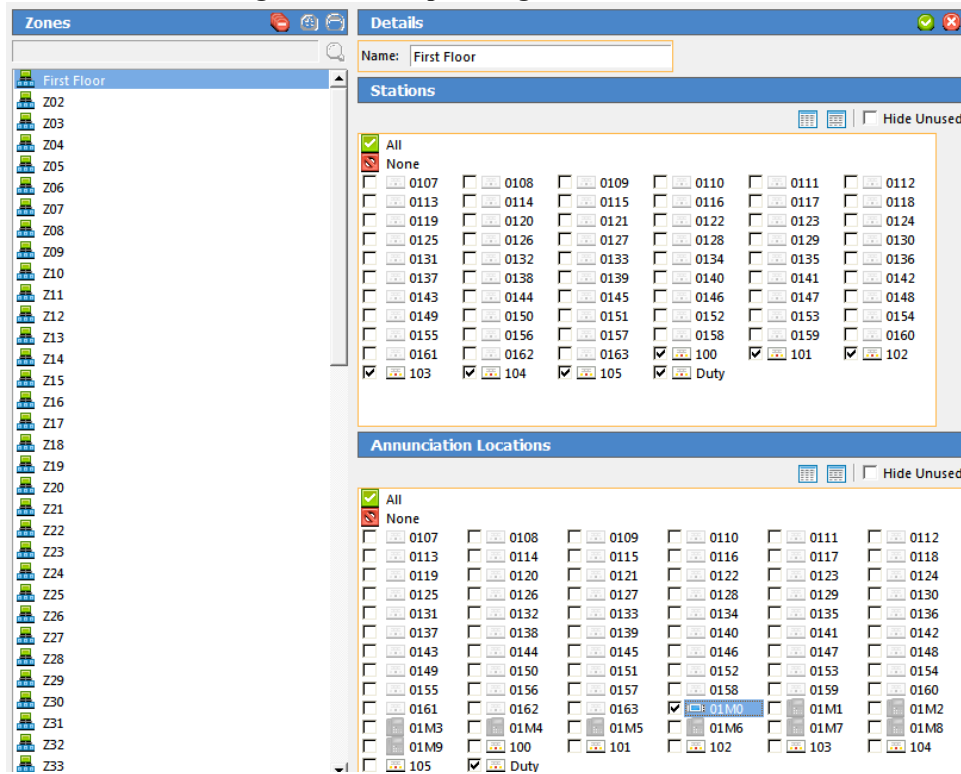 Zones
First Floor
Z02
Z03
Z04
Z05
Z06
Z07
Z08
Z09
Z10
Z11
Z12
Z13
Z14
Z15
Z16
Z17
Z18
Z19
Z20
Z21
Z22
Z23
Z24
Z25
Z26
Z27
Z28
Z29
Z30
Z31
Z32
Z33
Details
Name: First Floor
Stations
Hide Unused
All
None
0107 0108 0109 0110 0111 0112
0113 0114 0115 0116 0117 0118
0119 0120 0121 0122 0123 0124
0125 0126 0127 0128 0129 0130
0131 0132 0133 0134 0135 0136
0137 0138 0139 0140 0141 0142
0143 0144 0145 0146 0147 0148
0149 0150 0151 0152 0153 0154
0155 0156 0157 0158 0159 0160
0161 0162 0163 100 101 102
103 104 105 Duty
Annunciation Locations
Hide Unused
All
None
0107 0108 0109 0110 0111 0112
0113 0114 0115 0116 0117 0118
0119 0120 0121 0122 0123 0124
0125 0126 0127 0128 0129 0130
0131 0132 0133 0134 0135 0136
0137 0138 0139 0140 0141 0142
0143 0144 0145 0146 0147 0148
0149 0150 0151 0152 0153 0154
0155 0156 0157 0158 0159 0160
0161 0162 0163 01M0 01M1 01M2
01M3 01M4 01M5 01M6 01M7 01M8
01M9 100 101 102 103 104
105 Duty